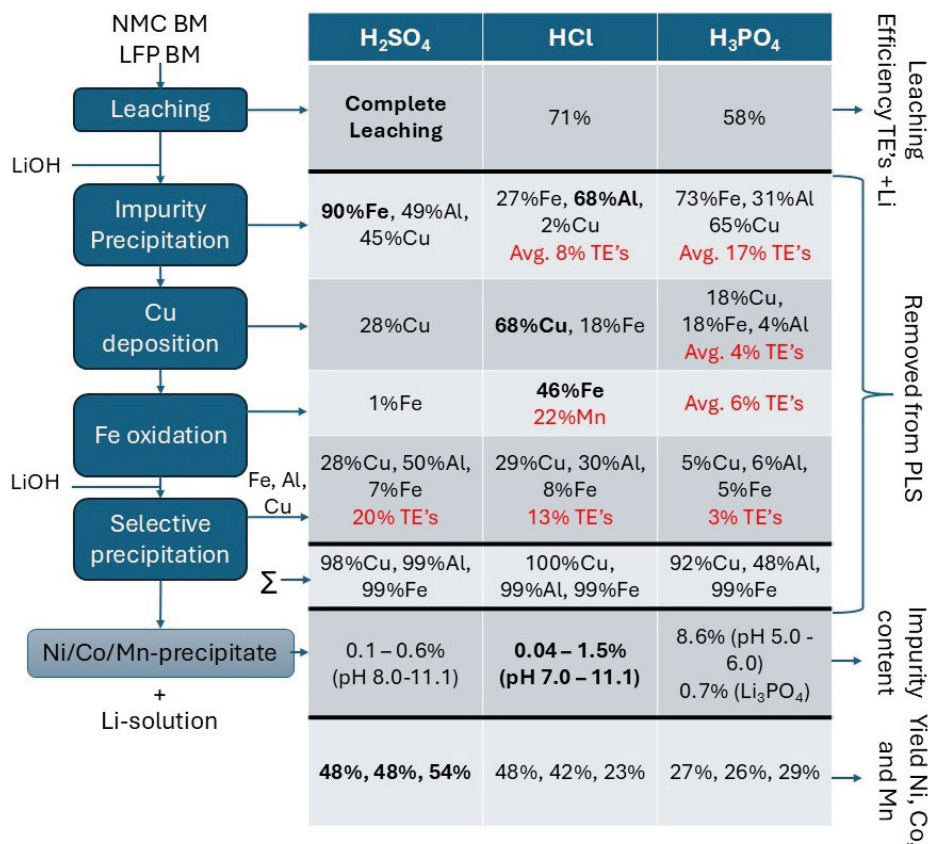 NMC BM
LFP BM
H₂SO₄
HCl
H₃PO₄
Leaching
Complete
Leaching
71%
58%
Leaching
Efficiency TE's +Li
LiOH
Impurity
Precipitation
90%Fe, 49%Al,
45%Cu
27%Fe, 68%Al,
2%Cu
Avg. 8% TE's
73%Fe, 31%Al
65%Cu
Avg. 17% TE's
Cu
deposition
28%Cu
68%Cu, 18%Fe
18%Cu,
18%Fe, 4%Al
Avg. 4% TE's
Removed from PLS
Fe oxidation
1%Fe
46%Fe
22%Mn
Avg. 6% TE's
LiOH
Fe, Al,
Cu
Selective
precipitation
28%Cu, 50%Al,
7%Fe
20% TE's
29%Cu, 30%Al,
8%Fe
13% TE's
5%Cu, 6%Al,
5%Fe
3% TE's
Σ
98%Cu, 99%Al,
99%Fe
100%Cu,
99%Al, 99%Fe
92%Cu, 48%Al,
99%Fe
Ni/Co/Mn-precipitate
+
Li-solution
0.1 – 0.6%
(pH 8.0-11.1)
0.04 – 1.5%
(pH 7.0 – 11.1)
8.6% (pH 5.0 -
6.0)
0.7% (Li₃PO₄)
Impurity
content
48%, 48%, 54%
48%, 42%, 23%
27%, 26%, 29%
Yield Ni, Co,
and Mn